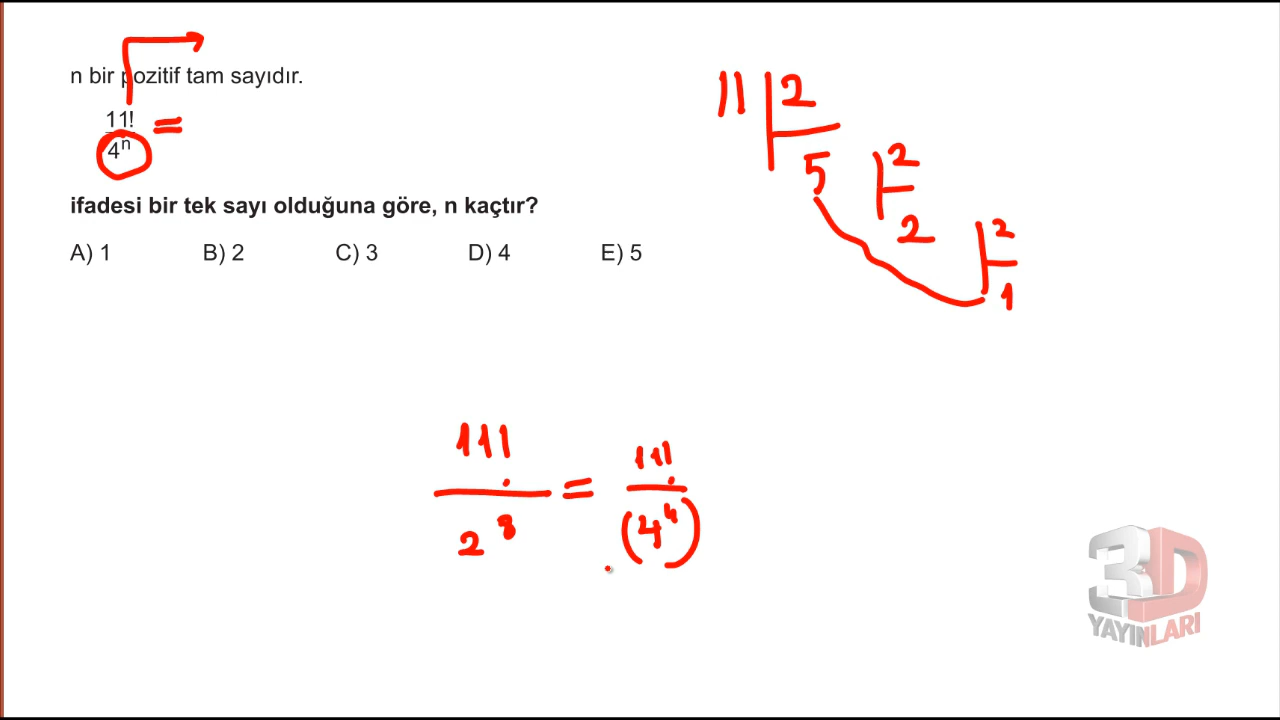 n bir pozitif tam sayıdır.
11!
4ⁿ
=
ifadesi bir tek sayı olduğuna göre, n kaçtır?
A) 1 B) 2 C) 3 D) 4 E) 5
11 2
5 2
2 2
1
11! = 11!
2⁸ (4⁴)
3D
YAYINLARI